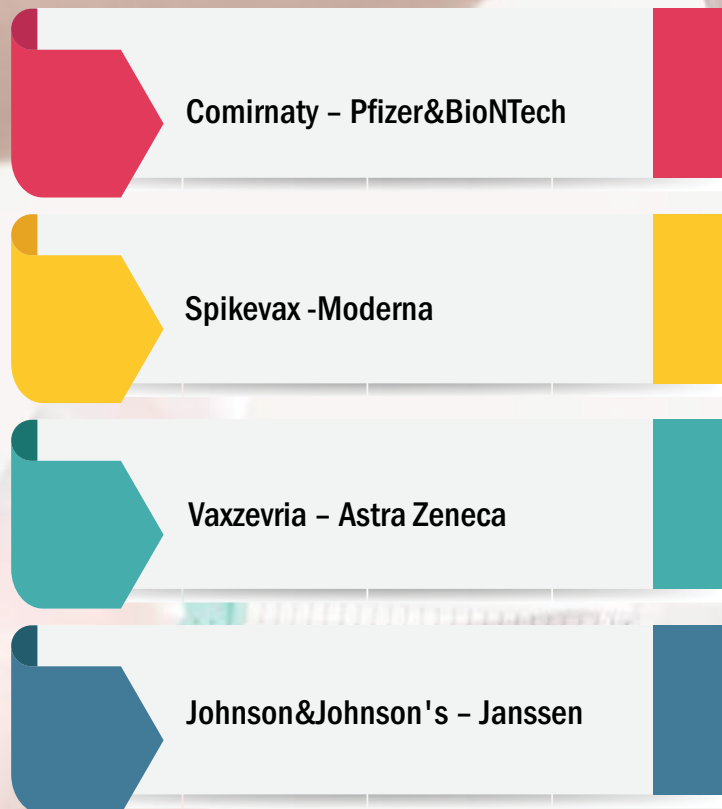 Comirnaty – Pfizer&BioNTech
Spikevax -Moderna
Vaxzevria – Astra Zeneca
Johnson&Johnson's – Janssen